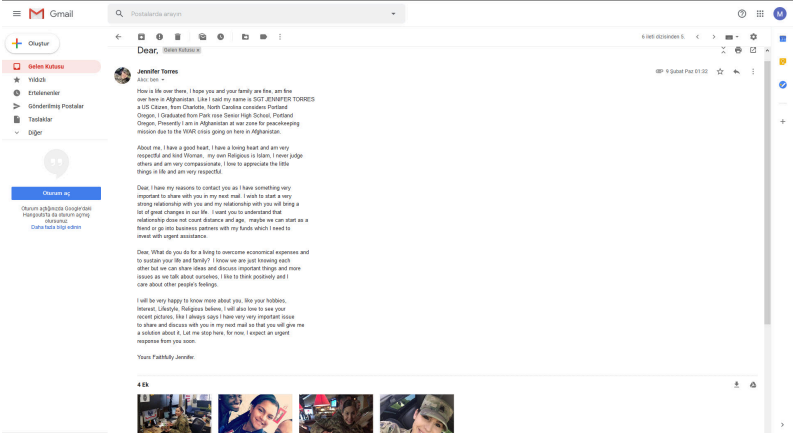 Gmail
Postalarda arayın
Oluştur
Gelen Kutusu
Yıldızlı
Ertelenenler
Gönderilmiş Postalar
Taslaklar
Diğer
Oturum aç
Oturum açtığınızda Google'daki
Hangouts'ta da oturum açmış
olursunuz.
Daha fazla bilgi edinin
6 ileti dizisinden 5.
Dear,
Gelen Kutusu x
Jennifer Torres
Alıcı: ben
9 Şubat Paz 01:32
How is life over there, I hope you and your family are fine, am fine
over here in Afghanistan. Like I said my name is SGT JENNIFER TORRES
a US Citizen, from Charlotte, North Carolina considers Portland
Oregon, I Graduated from Park rose Senior High School, Portland
Oregon, Presently I am in Afghanistan at war zone for peacekeeping
mission due to the WAR crisis going on here in Afghanistan.
About me, I have a good heart, I have a loving heart and am very
respectful and kind Woman, my own Religious is Islam, I never judge
others and am very compassionate, I love to appreciate the little
things in life and am very respectful.
Dear, I have my reasons to contact you as I have something very
important to share with you in my next mail. I wish to start a very
strong relationship with you and my relationship with you will bring a
lot of great changes in our life. I want you to understand that
relationship dose not count distance and age, maybe we can start as a
friend or go into business partners with my funds which I need to
invest with urgent assistance.
Dear, What do you do for a living to overcome economical expenses and
to sustain your life and family? I know we are just knowing each
other but we can share ideas and discuss important things and more
issues as we talk about ourselves, I like to think positively and I
care about other people's feelings.
I will be very happy to know more about you, like your hobbies,
Interest, Lifestyle, Religious believe, I will also love to see your
recent pictures, like I always says I have very very important issue
to share and discuss with you in my next mail so that you will give me
a solution about it, Let me stop here, for now, I expect an urgent
response from you soon.
Yours Faithfully Jennifer.
4 Ek
M